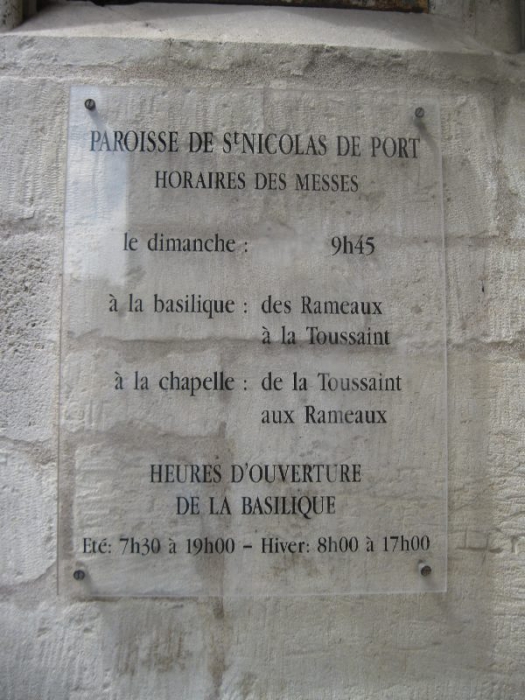 PAROISSE DE St NICOLAS DE PORT
HORAIRES DES MESSES
le dimanche : 9h45
à la basilique : des Rameaux
à la Toussaint
à la chapelle : de la Toussaint
aux Rameaux
HEURES D'OUVERTURE
DE LA BASILIQUE
Eté: 7h30 à 19h00 – Hiver: 8h00 à 17h00